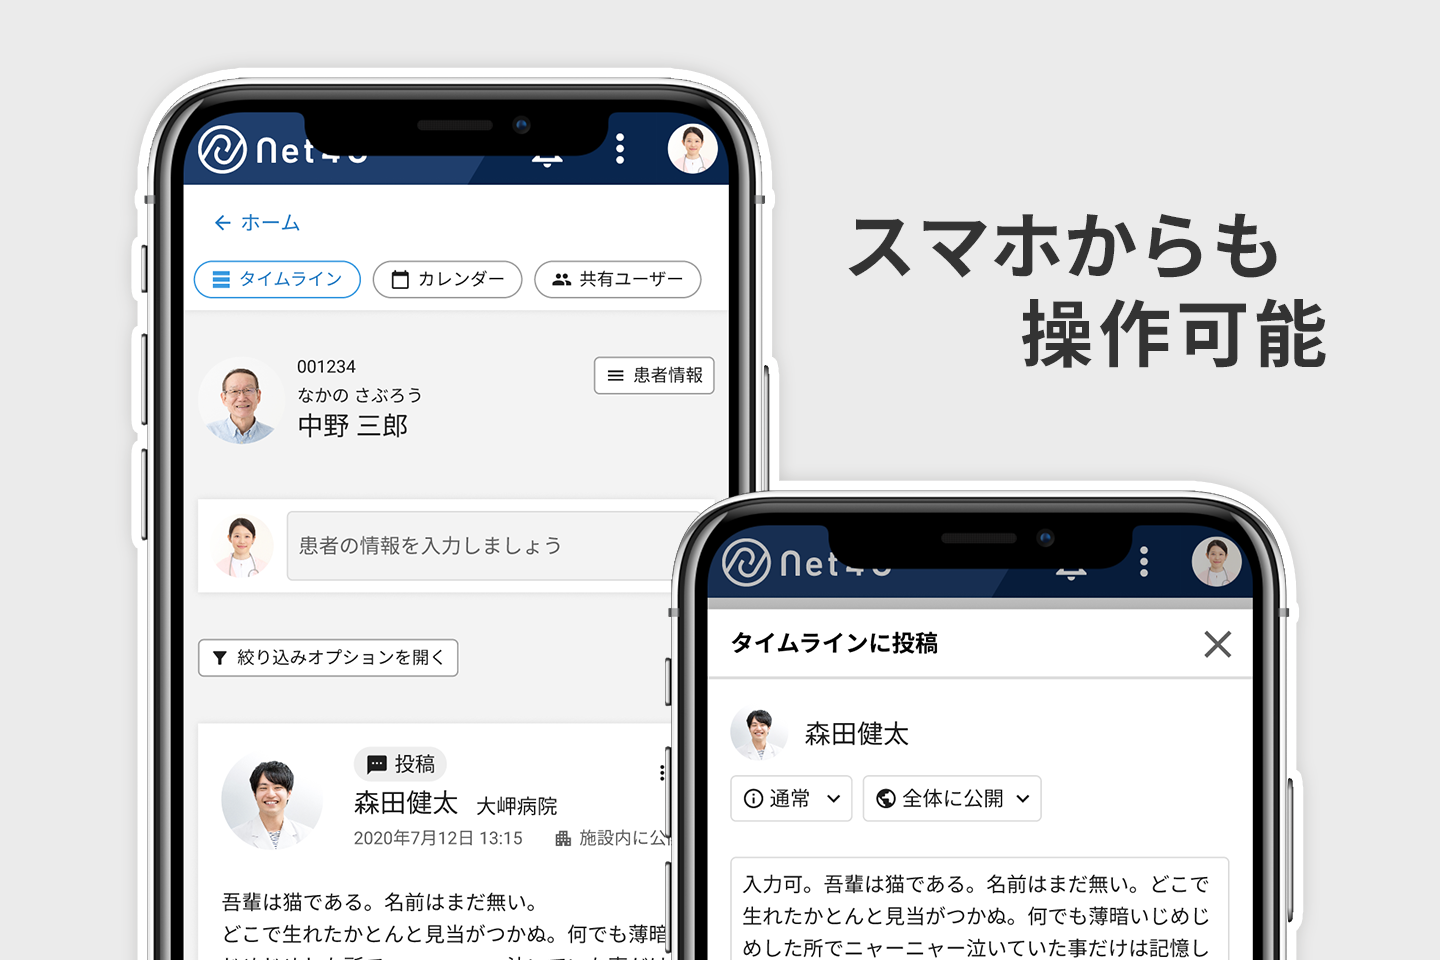 スマホからも
操作可能
← ホーム
タイムライン
カレンダー
共有ユーザー
001234
なかの さぶろう
中野 三郎
患者情報
患者の情報を入力しましょう
絞り込みオプションを開く
投稿
森田健太 大岬病院
2020年7月12日 13:15 施設内に公
吾輩は猫である。名前はまだ無い。
どこで生れたかとんと見当がつかぬ。何でも薄暗
タイムラインに投稿
森田健太
通常
全体に公開
入力可。吾輩は猫である。名前はまだ無い。どこで
生れたかとんと見当がつかぬ。何でも薄暗いじめじ
めした所でニャーニャー泣いていた事だけは記憶し